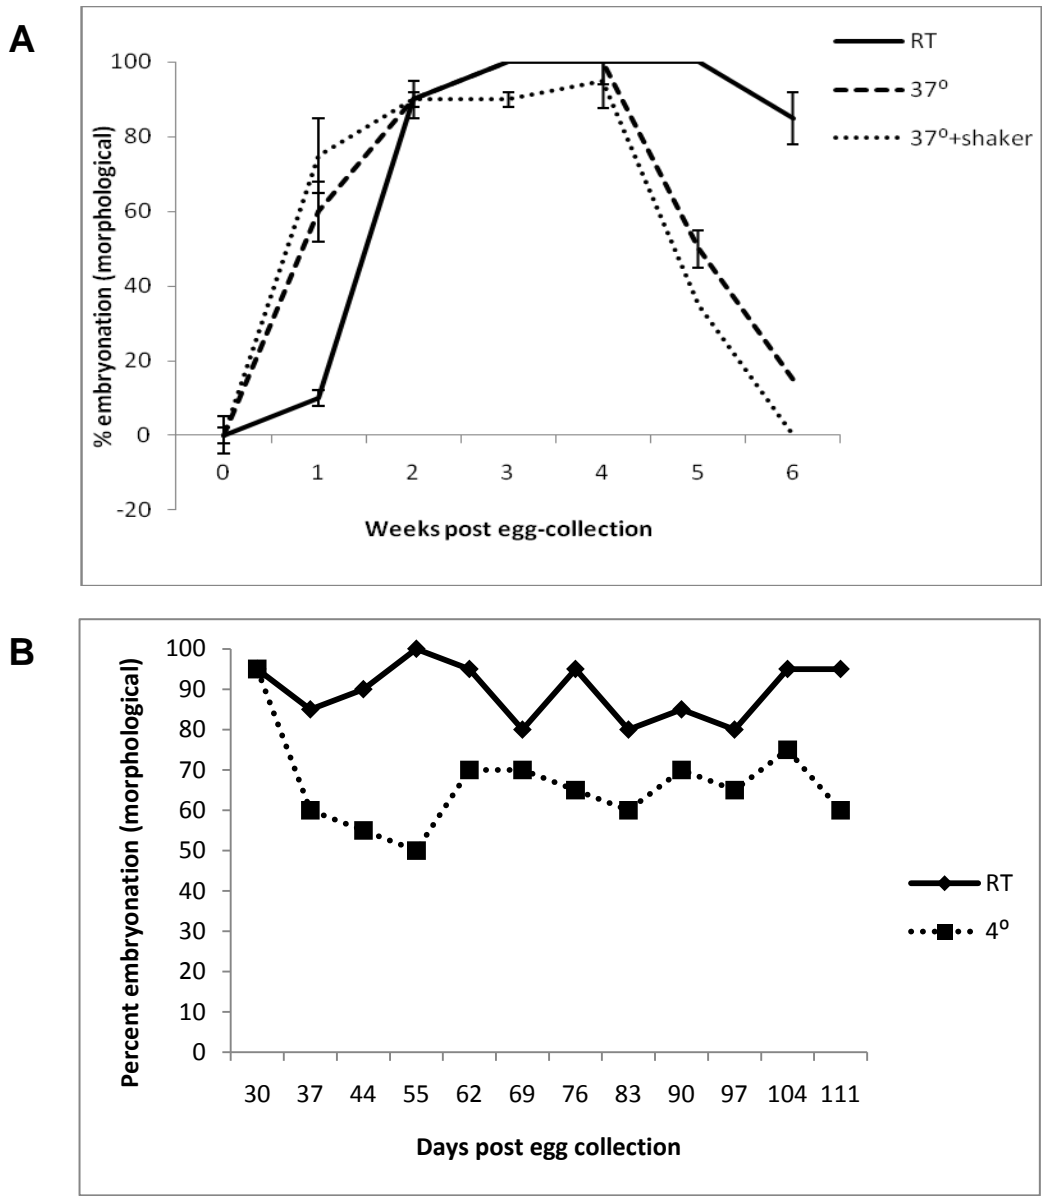 A
RT
37º
37º+shaker
% embryonation (morphological)
100
80
60
40
20
0
-20
0 1 2 3 4 5 6
Weeks post egg-collection
B
Percent embryonation (morphological)
100
90
80
70
60
50
40
30
20
10
0
RT
4º
30 37 44 55 62 69 76 83 90 97 104 111
Days post egg collection